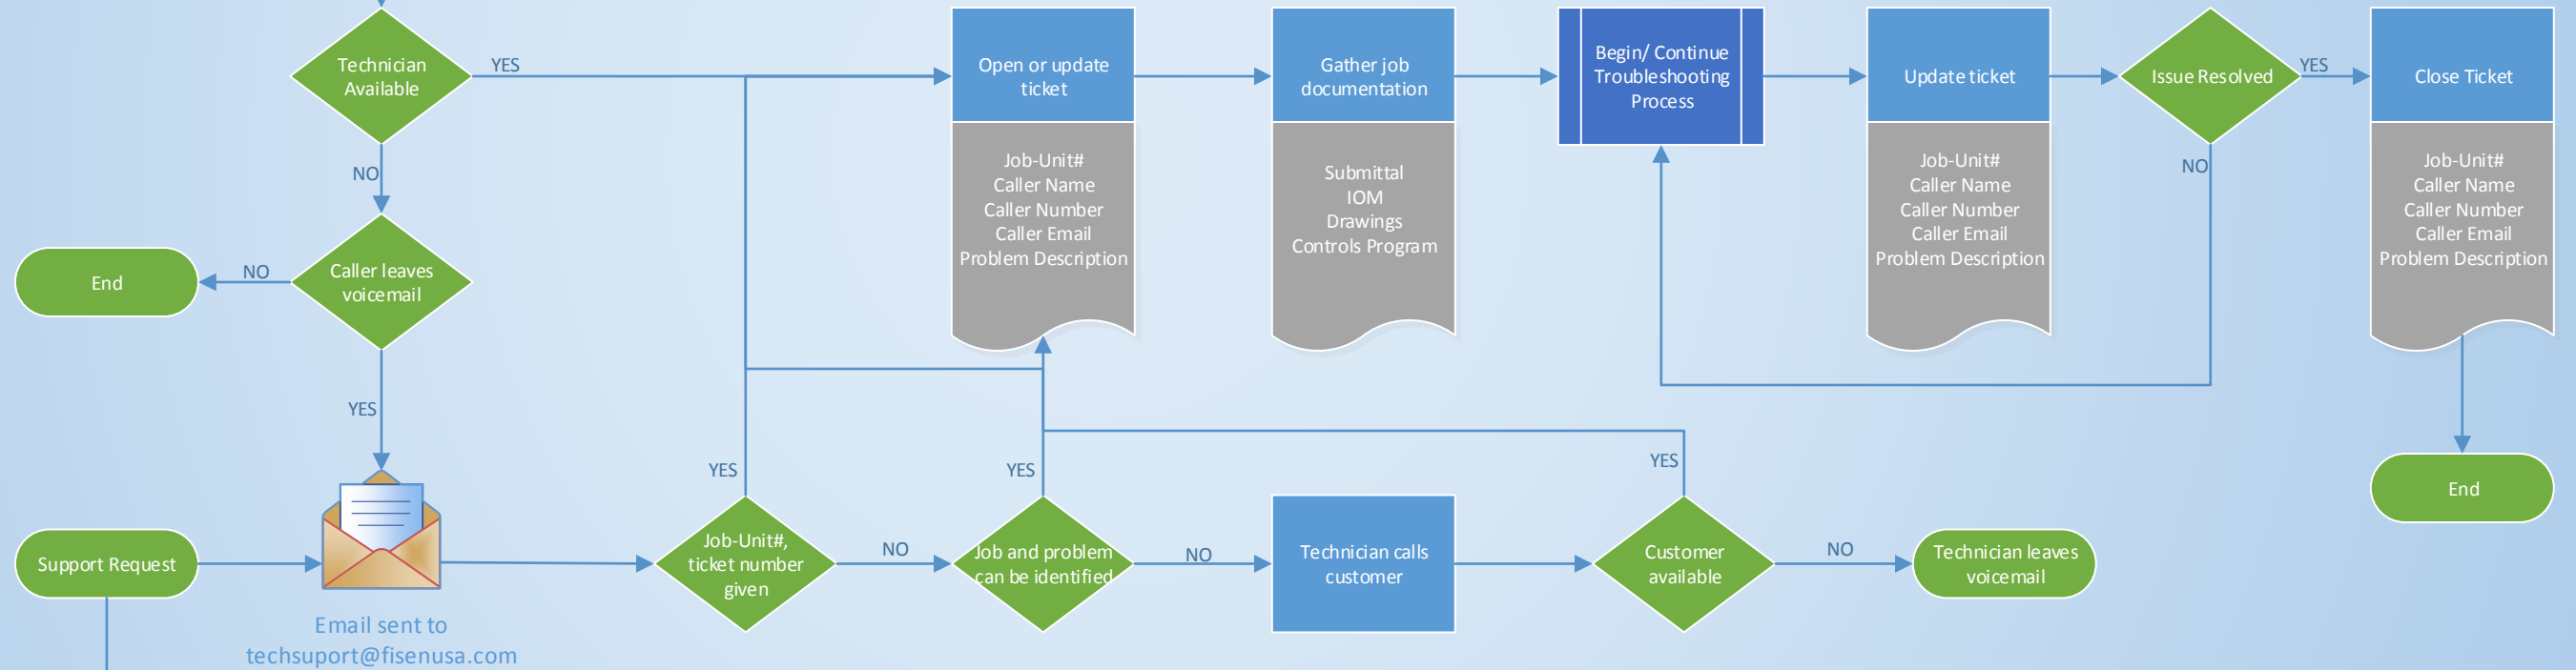 Technician
Available
YES
NO
Caller leaves
voicemail
NO
End
YES
Support Request
Email sent to
techsuport@fisenusa.com
Job-Unit#,
ticket number
given
YES
NO
Job and problem
can be identified
YES
NO
Technician calls
customer
Customer
available
YES
NO
Technician leaves
voicemail
Open or update
ticket
Job-Unit#
Caller Name
Caller Number
Caller Email
Problem Description
Gather job
documentation
Submittal
IOM
Drawings
Controls Program
Begin/ Continue
Troubleshooting
Process
Update ticket
Job-Unit#
Caller Name
Caller Number
Caller Email
Problem Description
Issue Resolved
YES
NO
Close Ticket
Job-Unit#
Caller Name
Caller Number
Caller Email
Problem Description
End